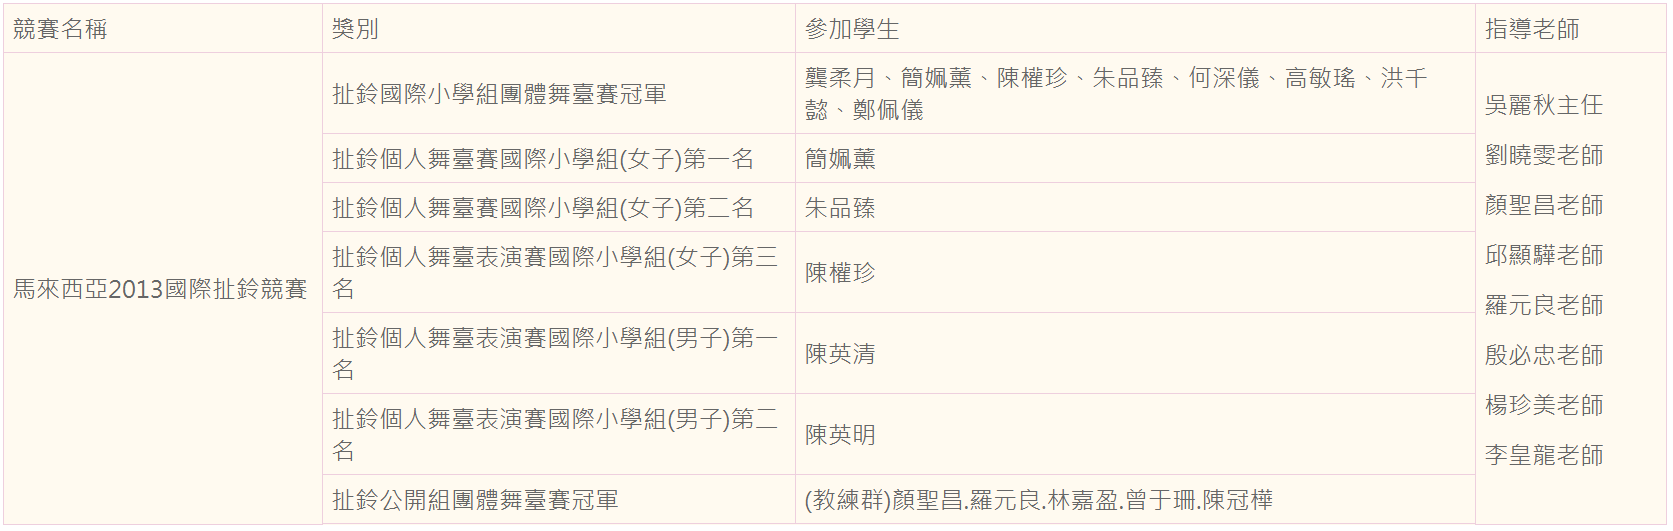 競賽名稱
獎別
參加學生
指導老師
馬來西亞2013國際扯鈴競賽
扯鈴國際小學組團體舞臺賽冠軍
龔柔月、簡姵薰、陳權珍、朱品臻、何深儀、高敏瑤、洪千
懿、鄭佩儀
扯鈴個人舞臺賽國際小學組(女子)第一名
簡姵薰
扯鈴個人舞臺賽國際小學組(女子)第二名
朱品臻
扯鈴個人舞臺表演賽國際小學組(女子)第三
名
陳權珍
扯鈴個人舞臺表演賽國際小學組(男子)第一
名
陳英清
扯鈴個人舞臺表演賽國際小學組(男子)第二
名
陳英明
扯鈴公開組團體舞臺賽冠軍
(教練群)顏聖昌.羅元良.林嘉盈.曾于珊.陳冠樺
吳麗秋主任
劉曉雯老師
顏聖昌老師
邱顯驊老師
羅元良老師
殷必忠老師
楊珍美老師
李皇龍老師